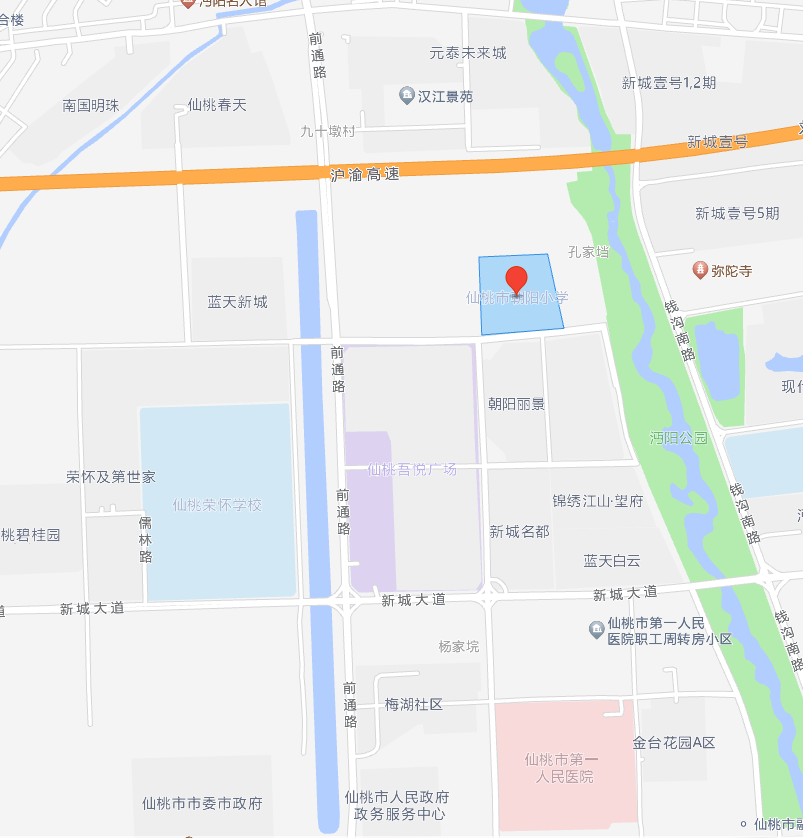 合楼
沔阳名人馆
前通路
元泰未来城
南国明珠
仙桃春天
汉江景苑
新城壹号1,2期
九十墩村
新城壹号
沪渝高速
新城壹号5期
孔家垱
弥陀寺
仙桃市朝阳小学
蓝天新城
钱沟南路
前通路
现代
朝阳丽景
沔阳公园
仙桃吾悦广场
荣怀及第世家
仙桃荣怀学校
锦绣江山·望府
前通路
钱沟南路
桃碧桂园
儒林路
新城名都
蓝天白云
新城大道
新城大道
新城大道
道
仙桃市第一人民
医院职工周转房小区
钱沟南路
杨家垸
前通路
梅湖社区
金台花园A区
仙桃市第一
人民医院
仙桃市市委市政府
仙桃市人民政府
政务服务中心
仙桃市融